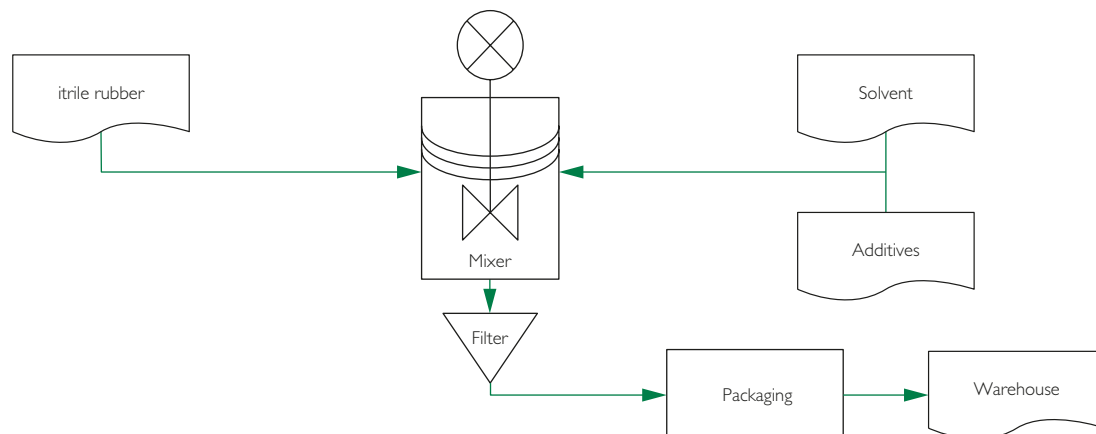 itrile rubber
Solvent
Mixer
Additives
Filter
Packaging
Warehouse